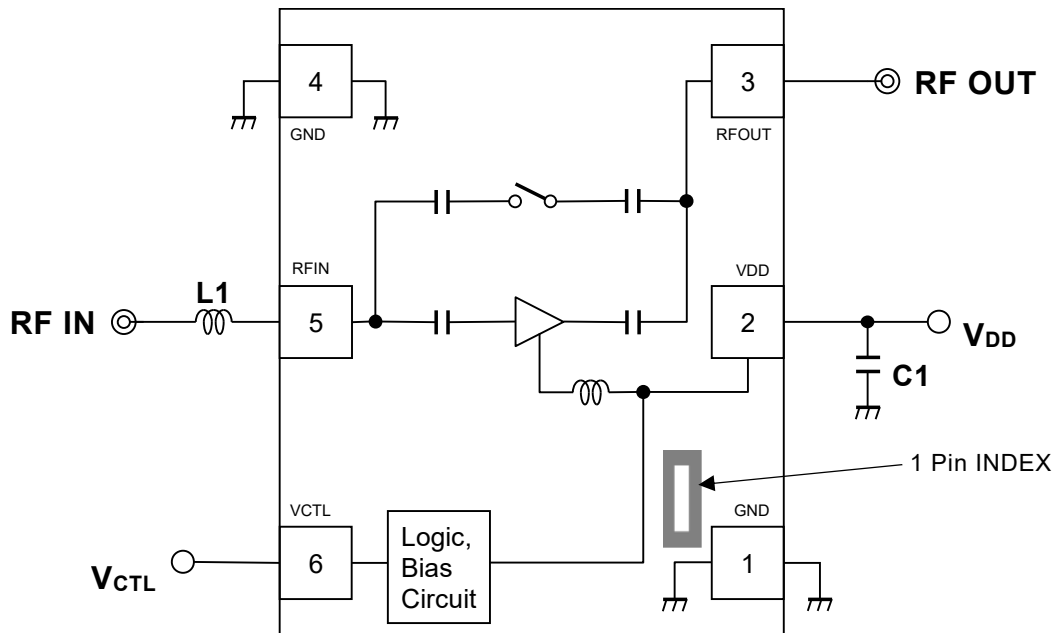 4
GND
3
RFOUT
RF OUT
RFIN
5
L1
RF IN
VDD
2
VDD
C1
1 Pin INDEX
VCTL
6
VCTL
Logic,
Bias
Circuit
GND
1